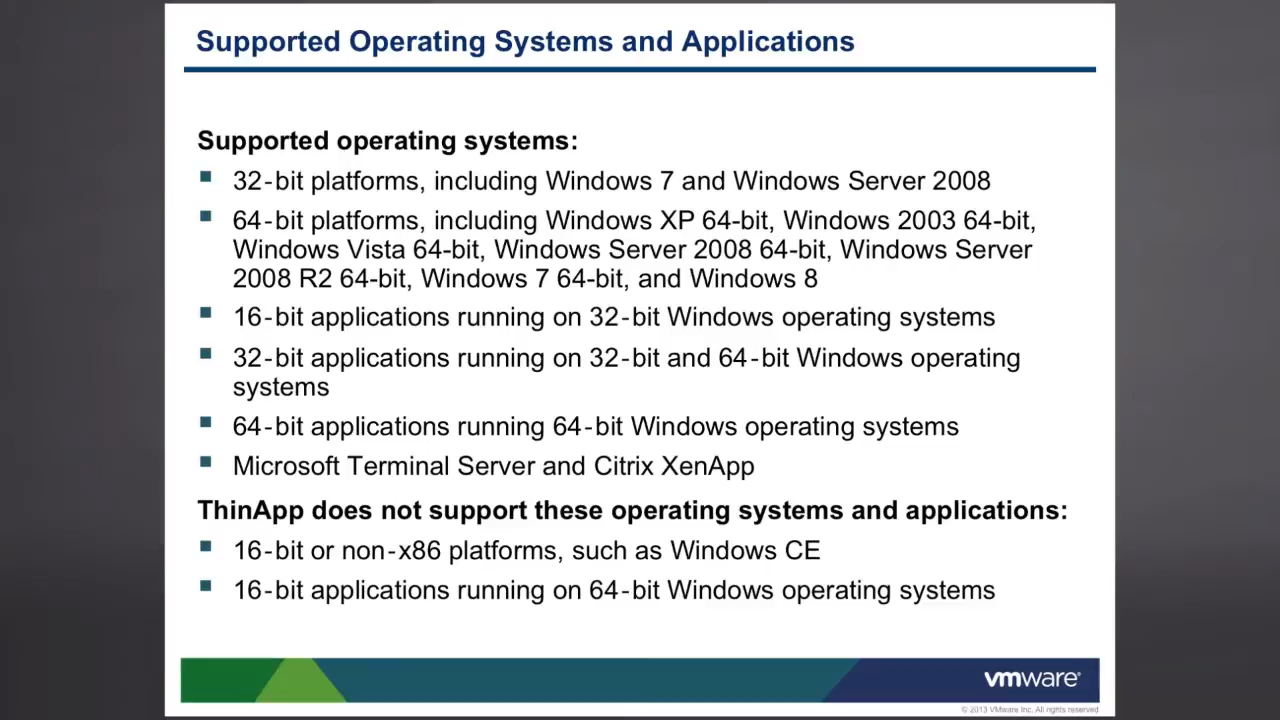 Supported Operating Systems and Applications
Supported operating systems:
32-bit platforms, including Windows 7 and Windows Server 2008
64-bit platforms, including Windows XP 64-bit, Windows 2003 64-bit,
Windows Vista 64-bit, Windows Server 2008 64-bit, Windows Server
2008 R2 64-bit, Windows 7 64-bit, and Windows 8
16-bit applications running on 32-bit Windows operating systems
32-bit applications running on 32-bit and 64-bit Windows operating
systems
64-bit applications running 64-bit Windows operating systems
Microsoft Terminal Server and Citrix XenApp
ThinApp does not support these operating systems and applications:
16-bit or non-x86 platforms, such as Windows CE
16-bit applications running on 64-bit Windows operating systems
vmware®
© 2013 VMware Inc. All rights reserved